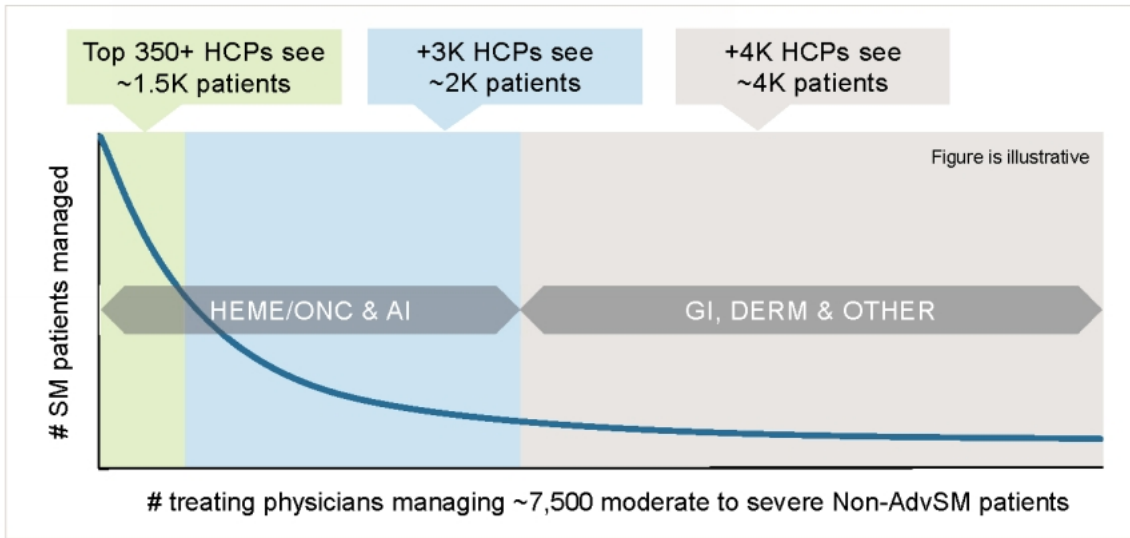 Top 350+ HCPs see
~1.5K patients
+3K HCPs see
~2K patients
+4K HCPs see
~4K patients
Figure is illustrative
# SM patients managed
HEME/ONC & AI
GI, DERM & OTHER
# treating physicians managing ~7,500 moderate to severe Non-AdvSM patients